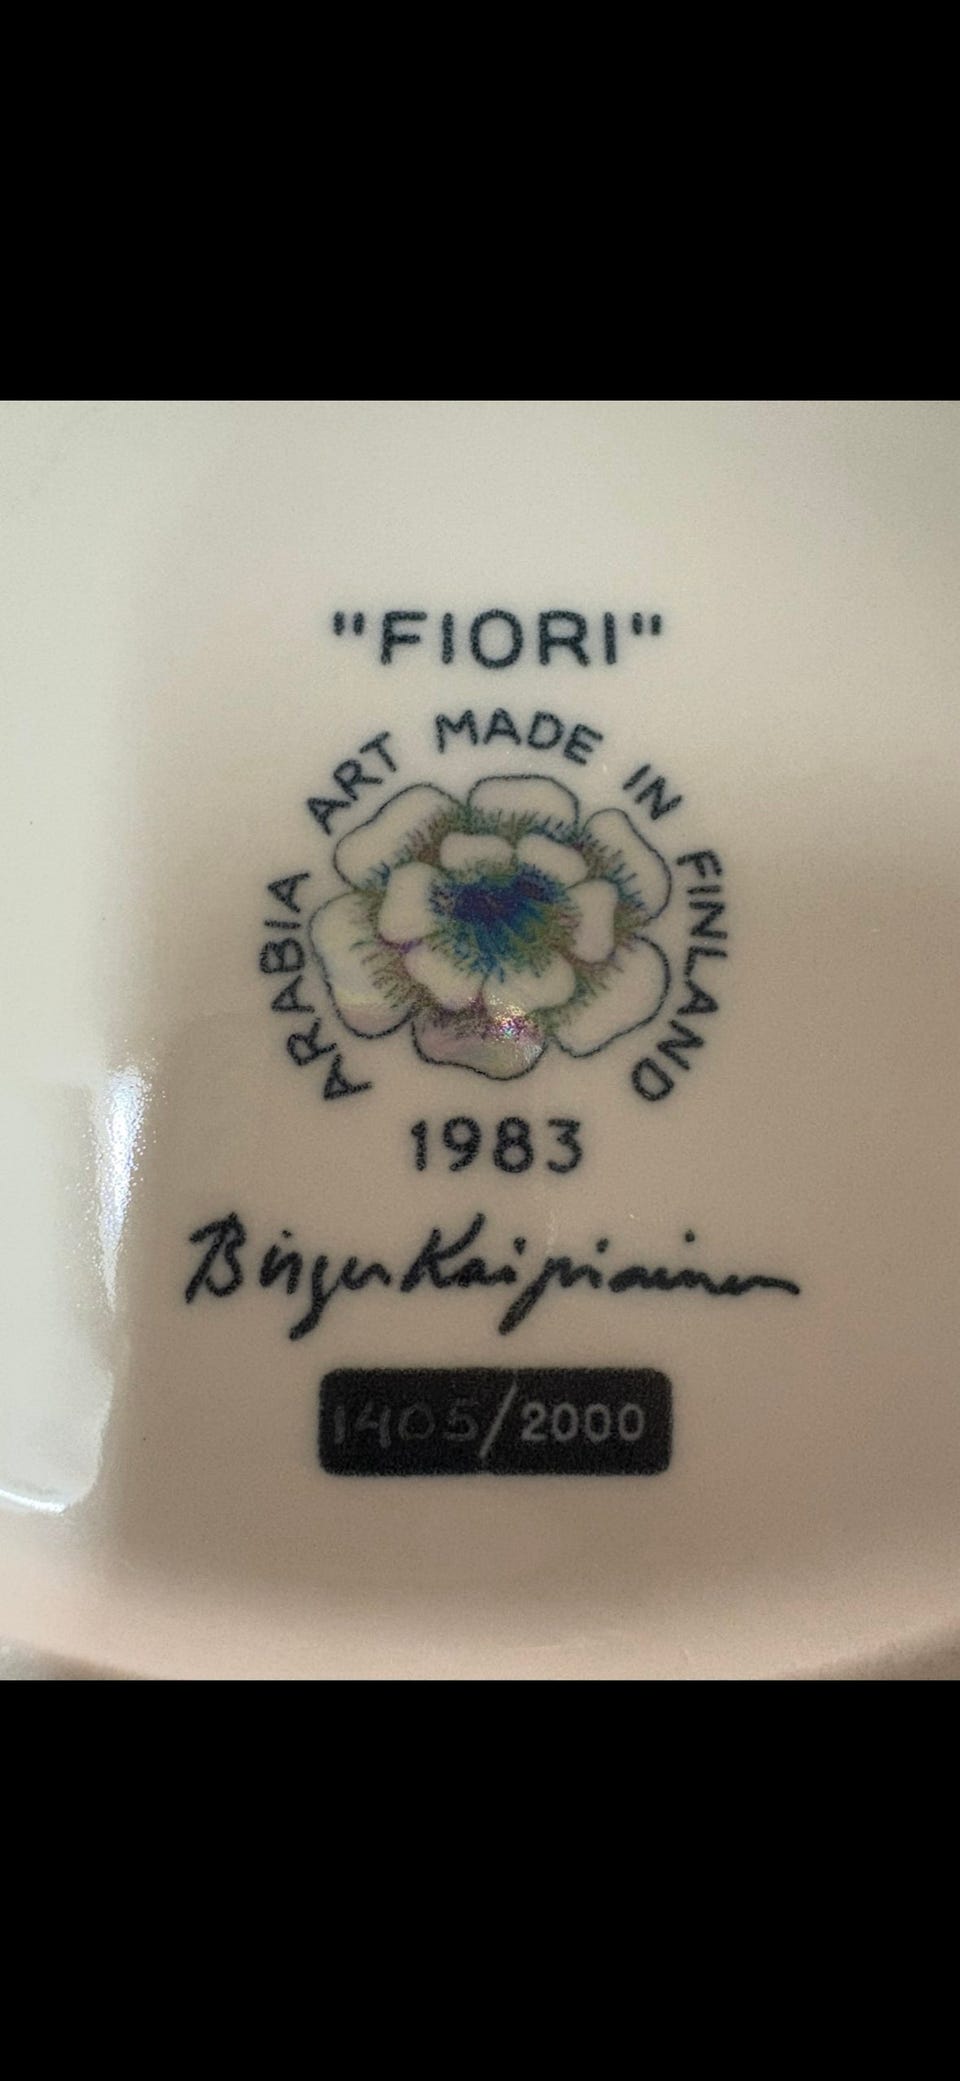 "FIORI"
ARABIA ART MADE IN FINLAND
1983
Birger Kaipiainen
1405/2000